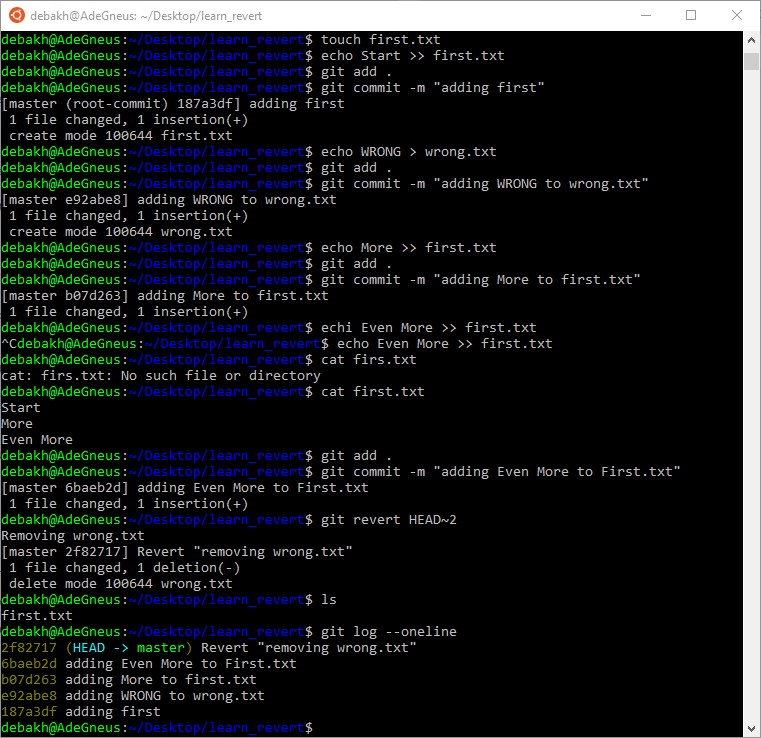 debakh@AdeGneus: ~/Desktop/learn_revert
debakh@AdeGneus:~/Desktop/learn_revert$ touch first.txt
debakh@AdeGneus:~/Desktop/learn_revert$ echo Start >> first.txt
debakh@AdeGneus:~/Desktop/learn_revert$ git add .
debakh@AdeGneus:~/Desktop/learn_revert$ git commit -m "adding first"
[master (root-commit) 187a3df] adding first
 1 file changed, 1 insertion(+)
 create mode 100644 first.txt
debakh@AdeGneus:~/Desktop/learn_revert$ echo WRONG > wrong.txt
debakh@AdeGneus:~/Desktop/learn_revert$ git add .
debakh@AdeGneus:~/Desktop/learn_revert$ git commit -m "adding WRONG to wrong.txt"
[master e92abe8] adding WRONG to wrong.txt
 1 file changed, 1 insertion(+)
 create mode 100644 wrong.txt
debakh@AdeGneus:~/Desktop/learn_revert$ echo More >> first.txt
debakh@AdeGneus:~/Desktop/learn_revert$ git add .
debakh@AdeGneus:~/Desktop/learn_revert$ git commit -m "adding More to first.txt"
[master b07d263] adding More to first.txt
 1 file changed, 1 insertion(+)
debakh@AdeGneus:~/Desktop/learn_revert$ echi Even More >> first.txt
^Cdebakh@AdeGneus:~/Desktop/learn_revert$ echo Even More >> first.txt
debakh@AdeGneus:~/Desktop/learn_revert$ cat firs.txt
cat: firs.txt: No such file or directory
debakh@AdeGneus:~/Desktop/learn_revert$ cat first.txt
Start
More
Even More
debakh@AdeGneus:~/Desktop/learn_revert$ git add .
debakh@AdeGneus:~/Desktop/learn_revert$ git commit -m "adding Even More to First.txt"
[master 6baeb2d] adding Even More to First.txt
 1 file changed, 1 insertion(+)
debakh@AdeGneus:~/Desktop/learn_revert$ git revert HEAD~2
Removing wrong.txt
[master 2f82717] Revert "removing wrong.txt"
 1 file changed, 1 deletion(-)
 delete mode 100644 wrong.txt
debakh@AdeGneus:~/Desktop/learn_revert$ ls
first.txt
debakh@AdeGneus:~/Desktop/learn_revert$ git log --oneline
2f82717 (HEAD -> master) Revert "removing wrong.txt"
6baeb2d adding Even More to First.txt
b07d263 adding More to first.txt
e92abe8 adding WRONG to wrong.txt
187a3df adding first
debakh@AdeGneus:~/Desktop/learn_revert$